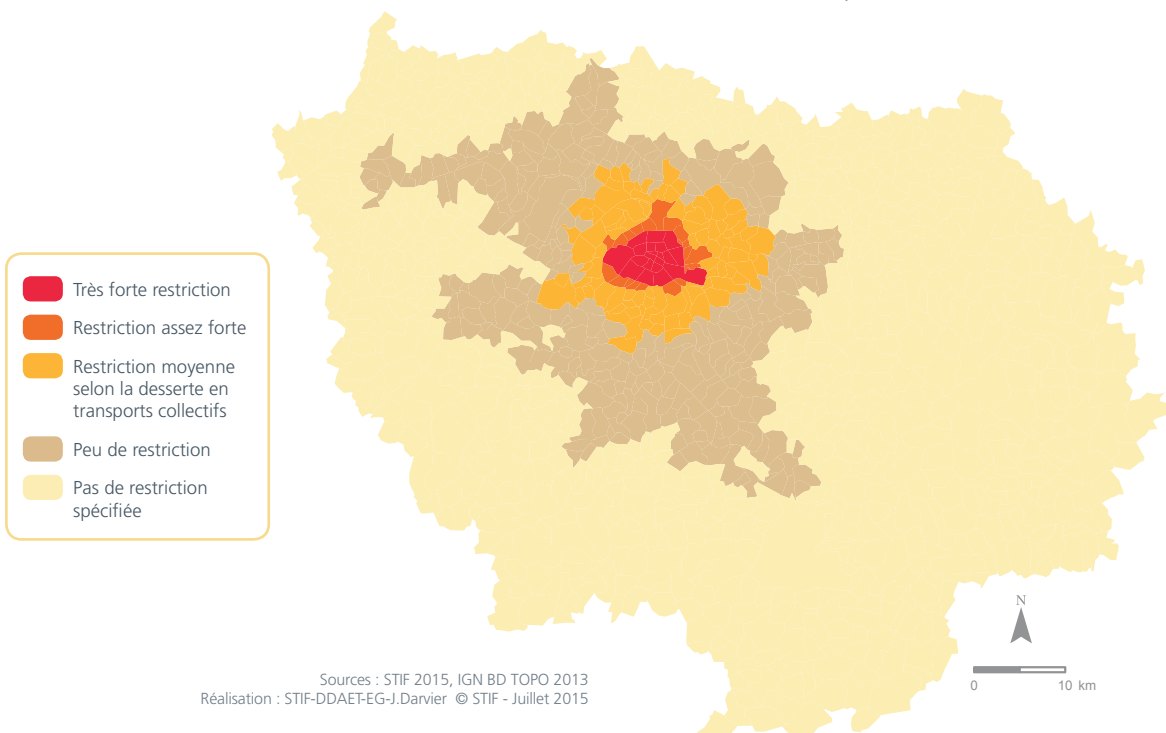 Très forte restriction
Restriction assez forte
Restriction moyenne
selon la desserte en
transports collectifs
Peu de restriction
Pas de restriction
spécifiée
N
0 10 km
Sources : STIF 2015, IGN BD TOPO 2013
Réalisation : STIF-DDAET-EG-J.Darvier © STIF - Juillet 2015